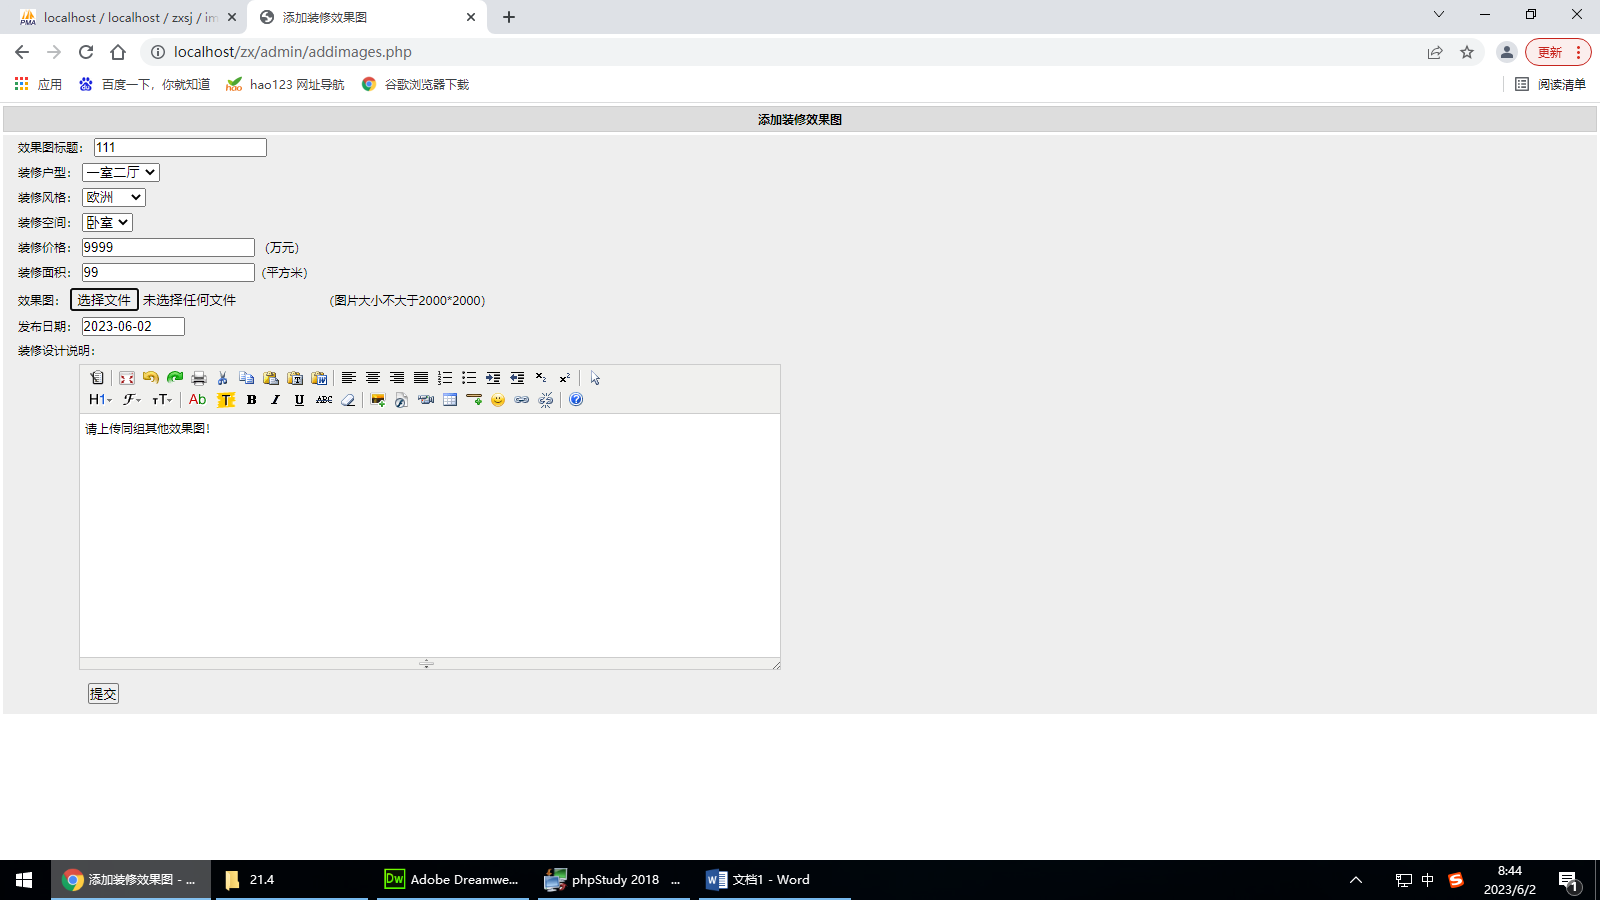 localhost / localhost / zxsj / im
添加装修效果图
localhost/zx/admin/addimages.php
更新
应用
百度一下，你就知道
hao123 网址导航
谷歌浏览器下载
阅读清单
添加装修效果图
效果图标题： 111
装修户型： 一室二厅
装修风格： 欧洲
装修空间： 卧室
装修价格： 9999 （万元）
装修面积： 99 (平方米)
效果图： 选择文件 未选择任何文件 （图片大小不大于2000*2000）
发布日期： 2023-06-02
装修设计说明：
H1 F тT Ab T B I U ABC
请上传同组其他效果图！
提交
添加装修效果图 - ...
21.4
Adobe Dreamwe...
phpStudy 2018 ...
文档1 - Word
中
8:44
2023/6/2
1